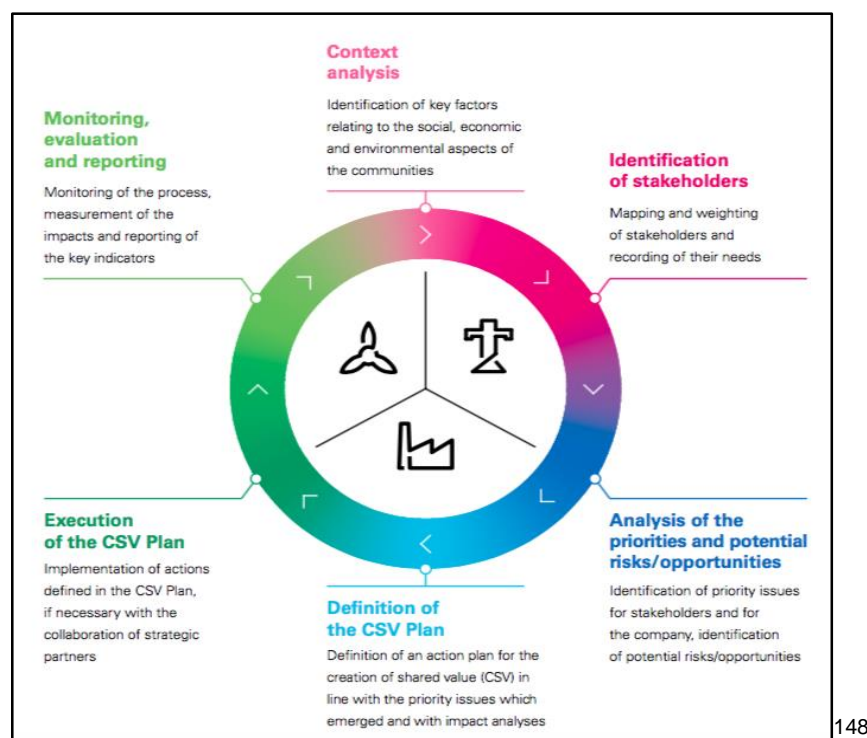 Context
analysis
Identification of key factors
relating to the social, economic
and environmental aspects of
the communities
Identification
of stakeholders
Mapping and weighting
of stakeholders and
recording of their needs
Analysis of the
priorities and potential
risks/opportunities
Identification of priority issues
for stakeholders and for
the company, identification
of potential risks/opportunities
Definition of
the CSV Plan
Definition of an action plan for the
creation of shared value (CSV) in
line with the priority issues which
emerged and with impact analyses
Execution
of the CSV Plan
Implementation of actions
defined in the CSV Plan,
if necessary with the
collaboration of strategic
partners
Monitoring,
evaluation
and reporting
Monitoring of the process,
measurement of the
impacts and reporting of
the key indicators
148